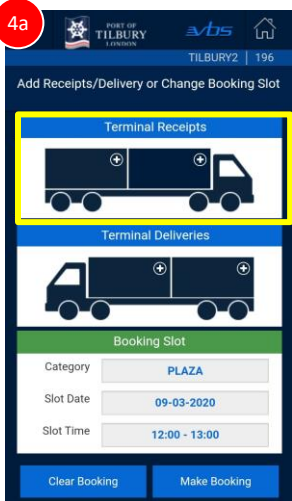 4a
PORT OF
TILBURY
LONDON
vbs
TILBURY2 | 196
Add Receipts/Delivery or Change Booking Slot
Terminal Receipts
Terminal Deliveries
Booking Slot
Category PLAZA
Slot Date 09-03-2020
Slot Time 12:00 - 13:00
Clear Booking Make Booking